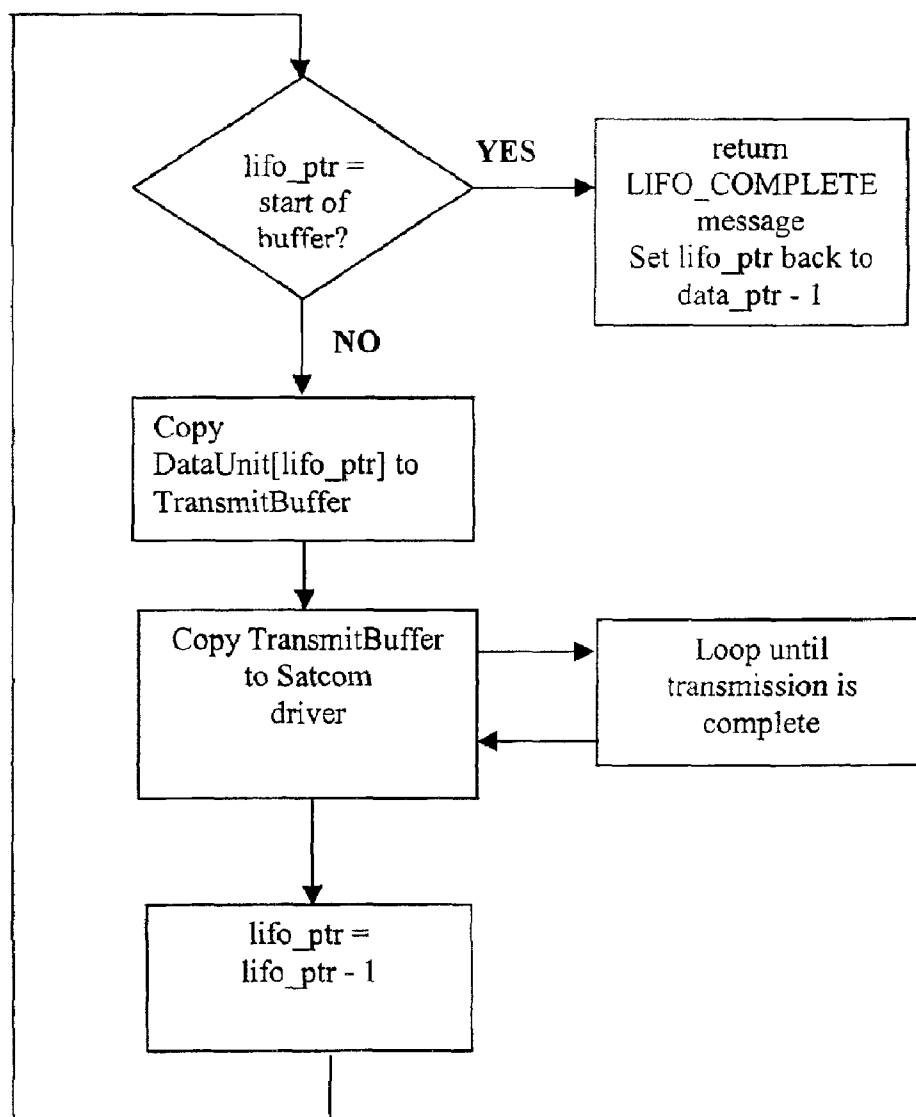 lifo_ptr =
start of
buffer?
YES
return
LIFO_COMPLETE
message
Set lifo_ptr back to
data_ptr - 1
NO
Copy
DataUnit[lifo_ptr] to
TransmitBuffer
Copy TransmitBuffer
to Satcom
driver
Loop until
transmission is
complete
lifo_ptr =
lifo_ptr - 1